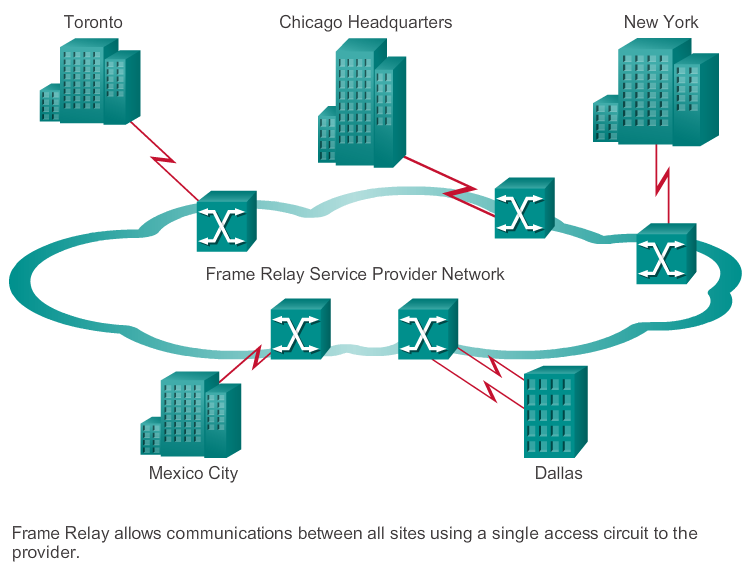 Toronto
Chicago Headquarters
New York
Frame Relay Service Provider Network
Mexico City
Dallas
Frame Relay allows communications between all sites using a single access circuit to the
provider.